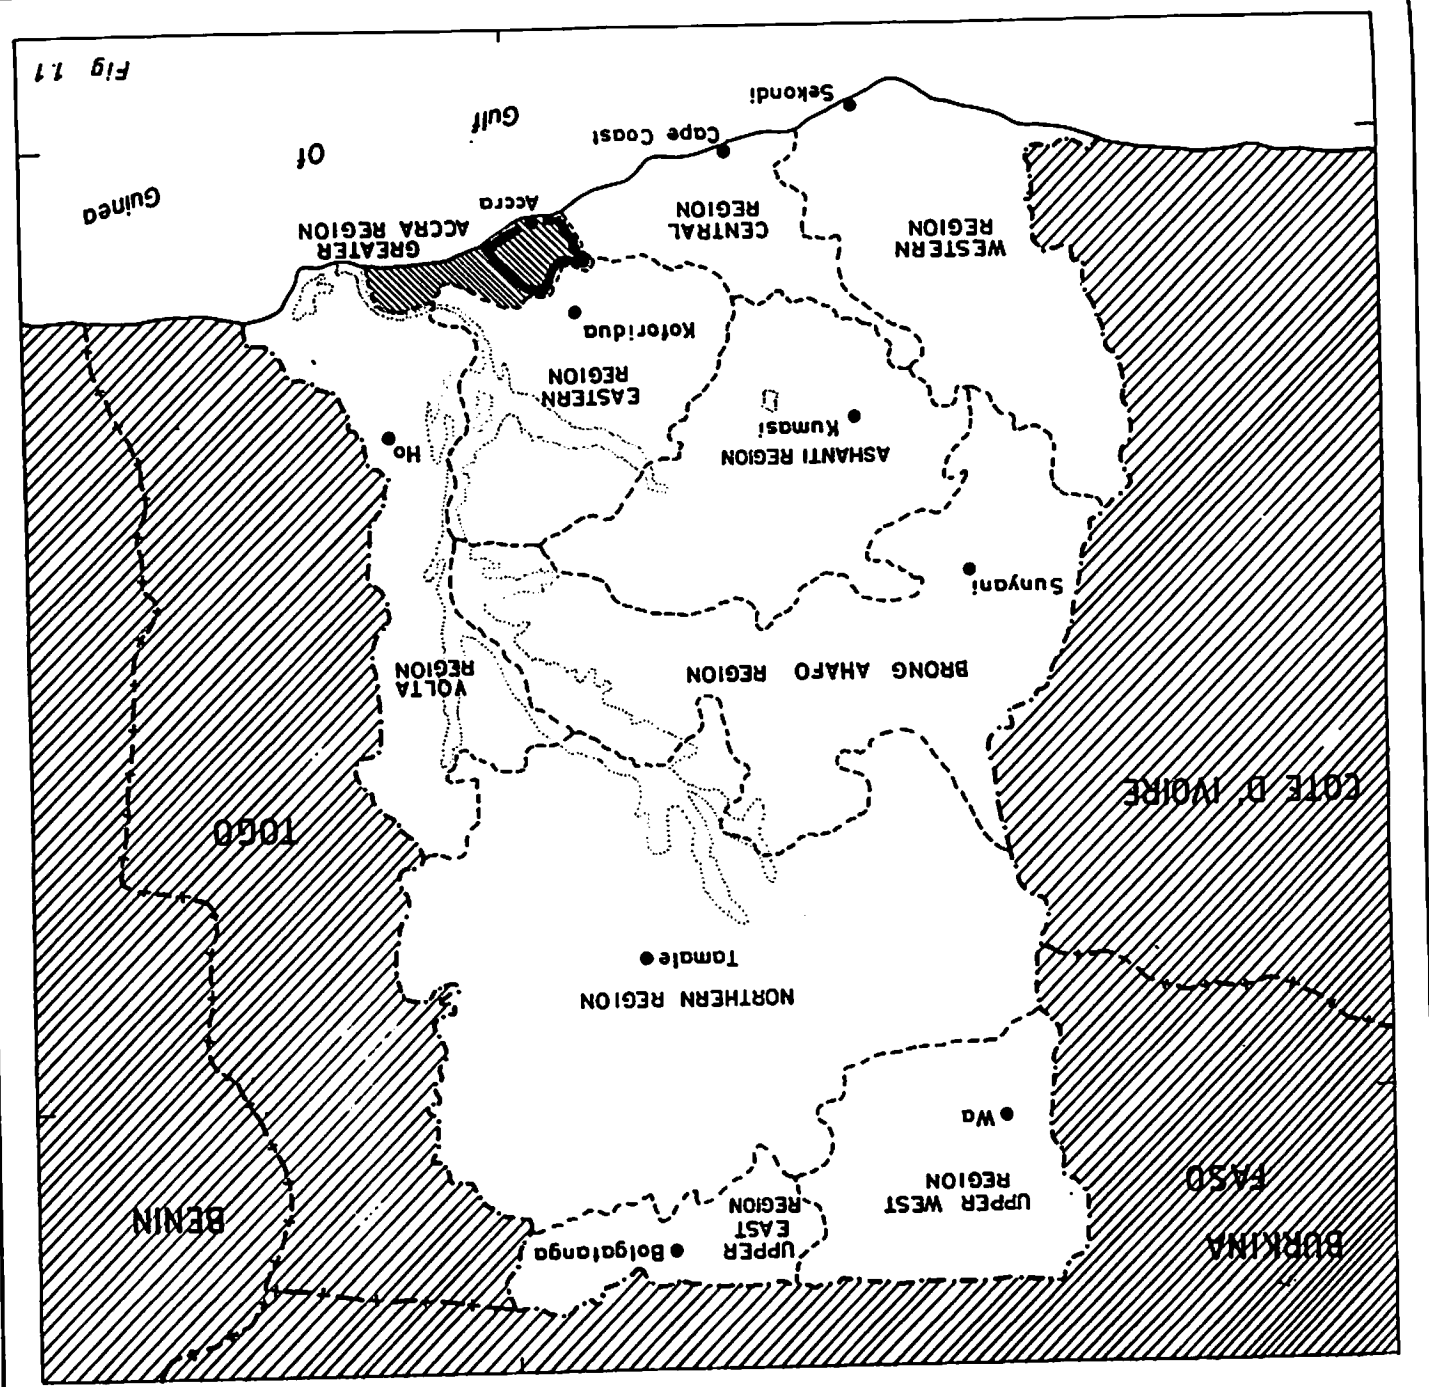 BURKINA
FASO
BENIN
UPPER
EAST
REGION
Bolgatanga
UPPER WEST
REGION
Wa
NORTHERN REGION
Tamale
COTE D' IVOIRE
TOGO
BRONG AHAFO REGION
VOLTA
REGION
Sunyani
ASHANTI REGION
Kumasi
Ho
EASTERN
REGION
Koforidua
WESTERN
REGION
CENTRAL
REGION
GREATER
ACCRA REGION
Accra
Cape Coast
Sekondi
Gulf
Of
Guinea
Fig 1.1